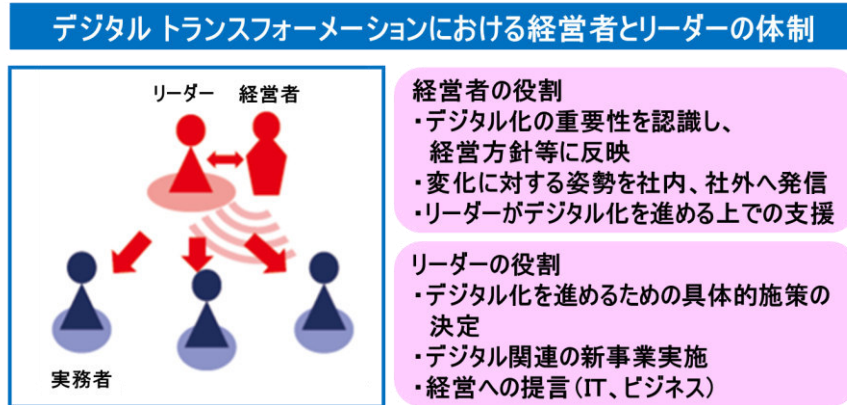 デジタル トランスフォーメーションにおける経営者とリーダーの体制
リーダー 経営者
実務者
経営者の役割
・デジタル化の重要性を認識し、
経営方針等に反映
・変化に対する姿勢を社内、社外へ発信
・リーダーがデジタル化を進める上での支援
リーダーの役割
・デジタル化を進めるための具体的施策の
決定
・デジタル関連の新事業実施
・経営への提言(IT、ビジネス)